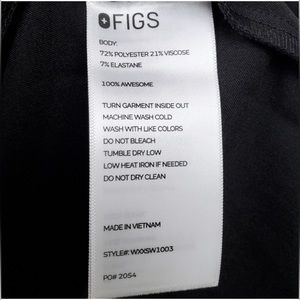 FIGS
BODY:
72% POLYESTER 21% VISCOSE
7% ELASTANE
100% AWESOME
TURN GARMENT INSIDE OUT
MACHINE WASH COLD
WASH WITH LIKE COLORS
DO NOT BLEACH
TUMBLE DRY LOW
LOW HEAT IRON IF NEEDED
DO NOT DRY CLEAN
MADE IN VIETNAM
STYLE#: WXXSW1003
PO# 2054